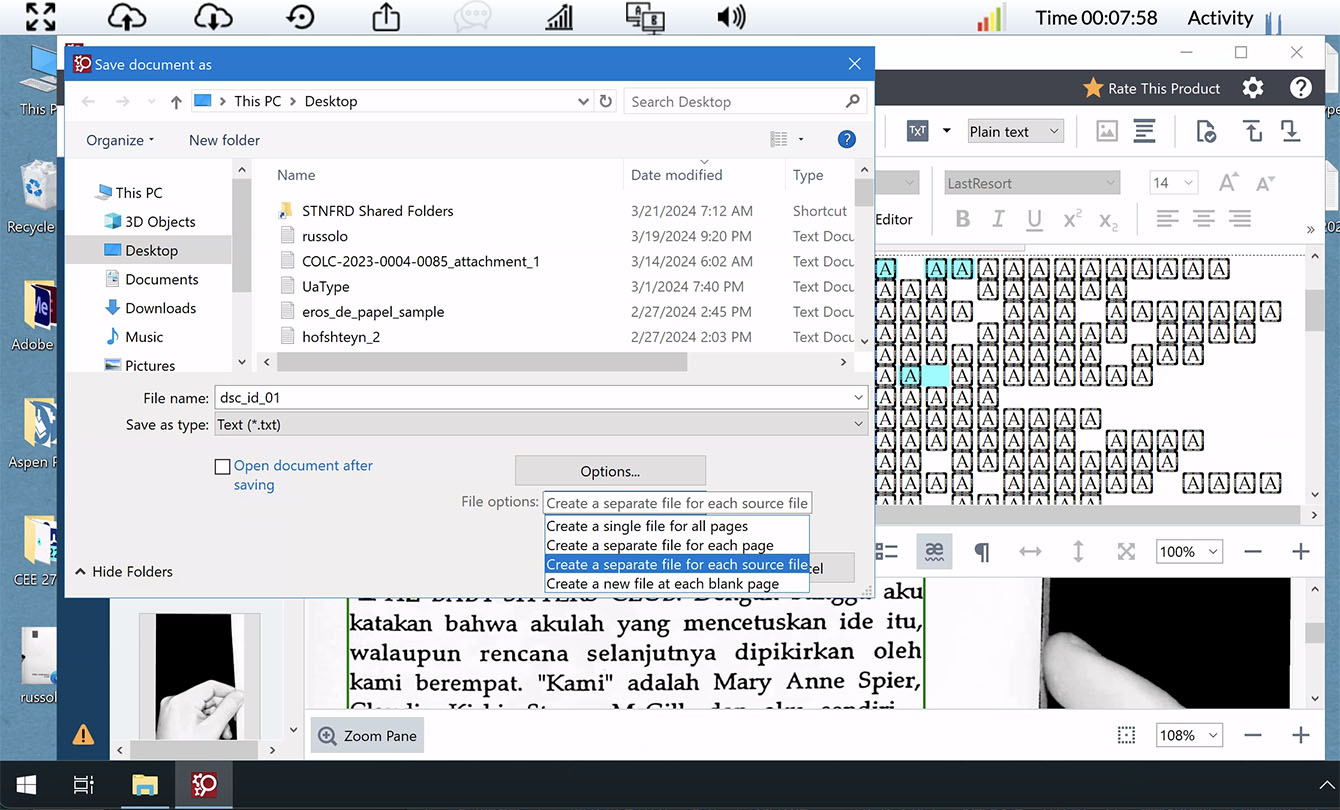 Time 00:07:58 Activity
This P
Recycle
Adobe
Aspen P
CEE 27
russol
Save document as
This PC > Desktop
Search Desktop
Organize
New folder
Name Date modified Type
This PC
3D Objects
Desktop
Documents
Downloads
Music
Pictures
STNFRD Shared Folders 3/21/2024 7:12 AM Shortcut
russolo 3/19/2024 9:20 PM Text Docu
COLC-2023-0004-0085_attachment_1 3/14/2024 6:02 AM Text Docu
UaType 3/1/2024 7:40 PM Text Docu
eros_de_papel_sample 2/27/2024 2:45 PM Text Docu
hofshteyn_2 2/27/2024 2:03 PM Text Docu
File name: dsc_id_01
Save as type: Text (*.txt)
Open document after
saving
Options...
File options: Create a separate file for each source file
Create a single file for all pages
Create a separate file for each page
Create a separate file for each source file
Create a new file at each blank page
cel
Hide Folders
Rate This Product
TXT Plain text
LastResort 14
Editor B I U X² X₂
100%
aku
katakan bahwa akulah yang mencetuskan ide itu,
walaupun rencana selanjutnya dipikirkan oleh
kami berempat. "Kami" adalah Mary Anne Spier,
Zoom Pane
108%